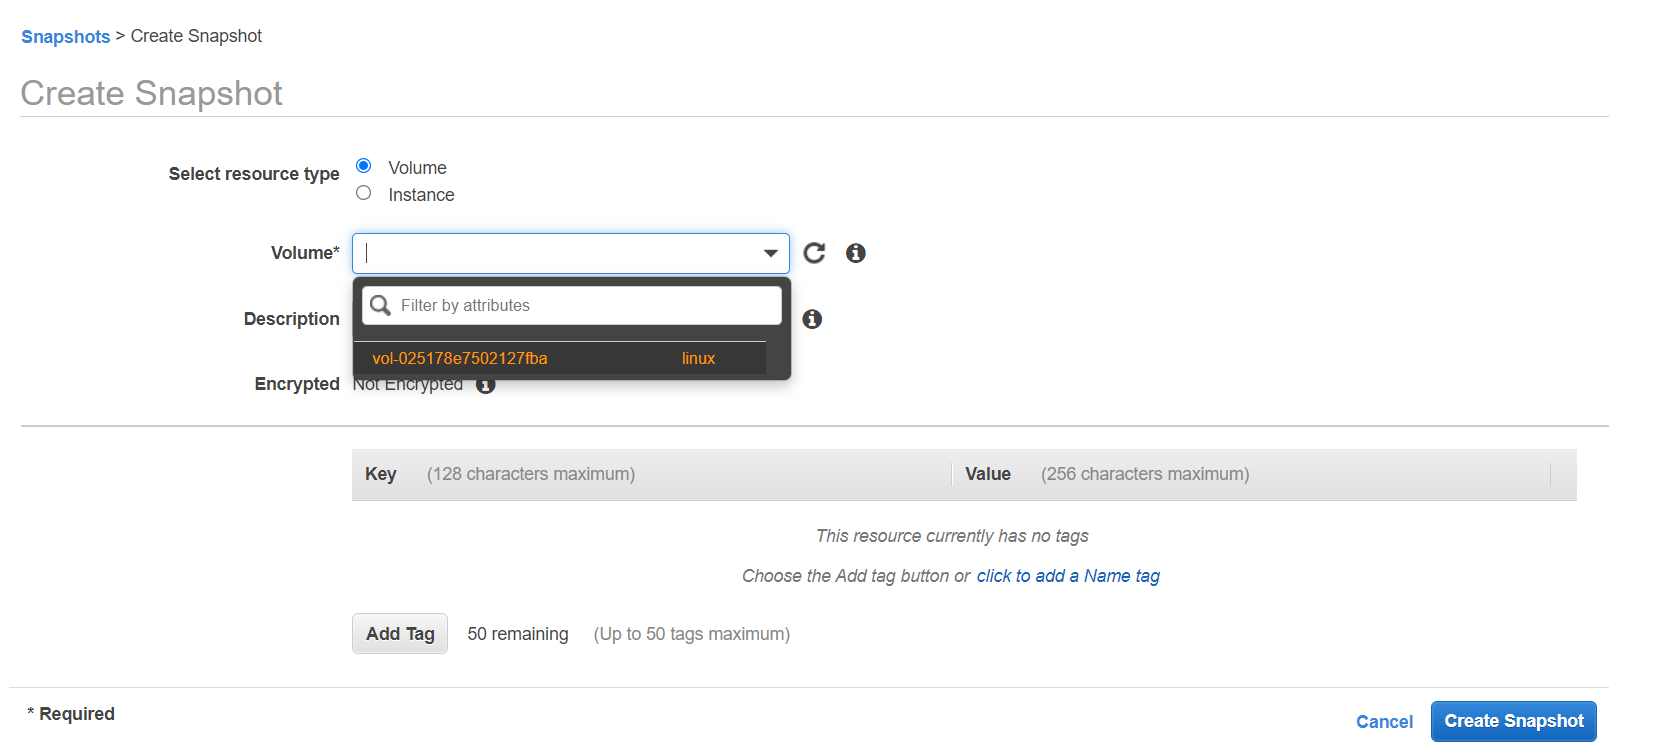 Snapshots > Create Snapshot
Create Snapshot
Select resource type
Volume
Instance
Volume*
Filter by attributes
Description
vol-025178e7502127fba linux
Encrypted Not Encrypted
Key (128 characters maximum) Value (256 characters maximum)
This resource currently has no tags
Choose the Add tag button or click to add a Name tag
Add Tag 50 remaining (Up to 50 tags maximum)
* Required
Cancel Create Snapshot